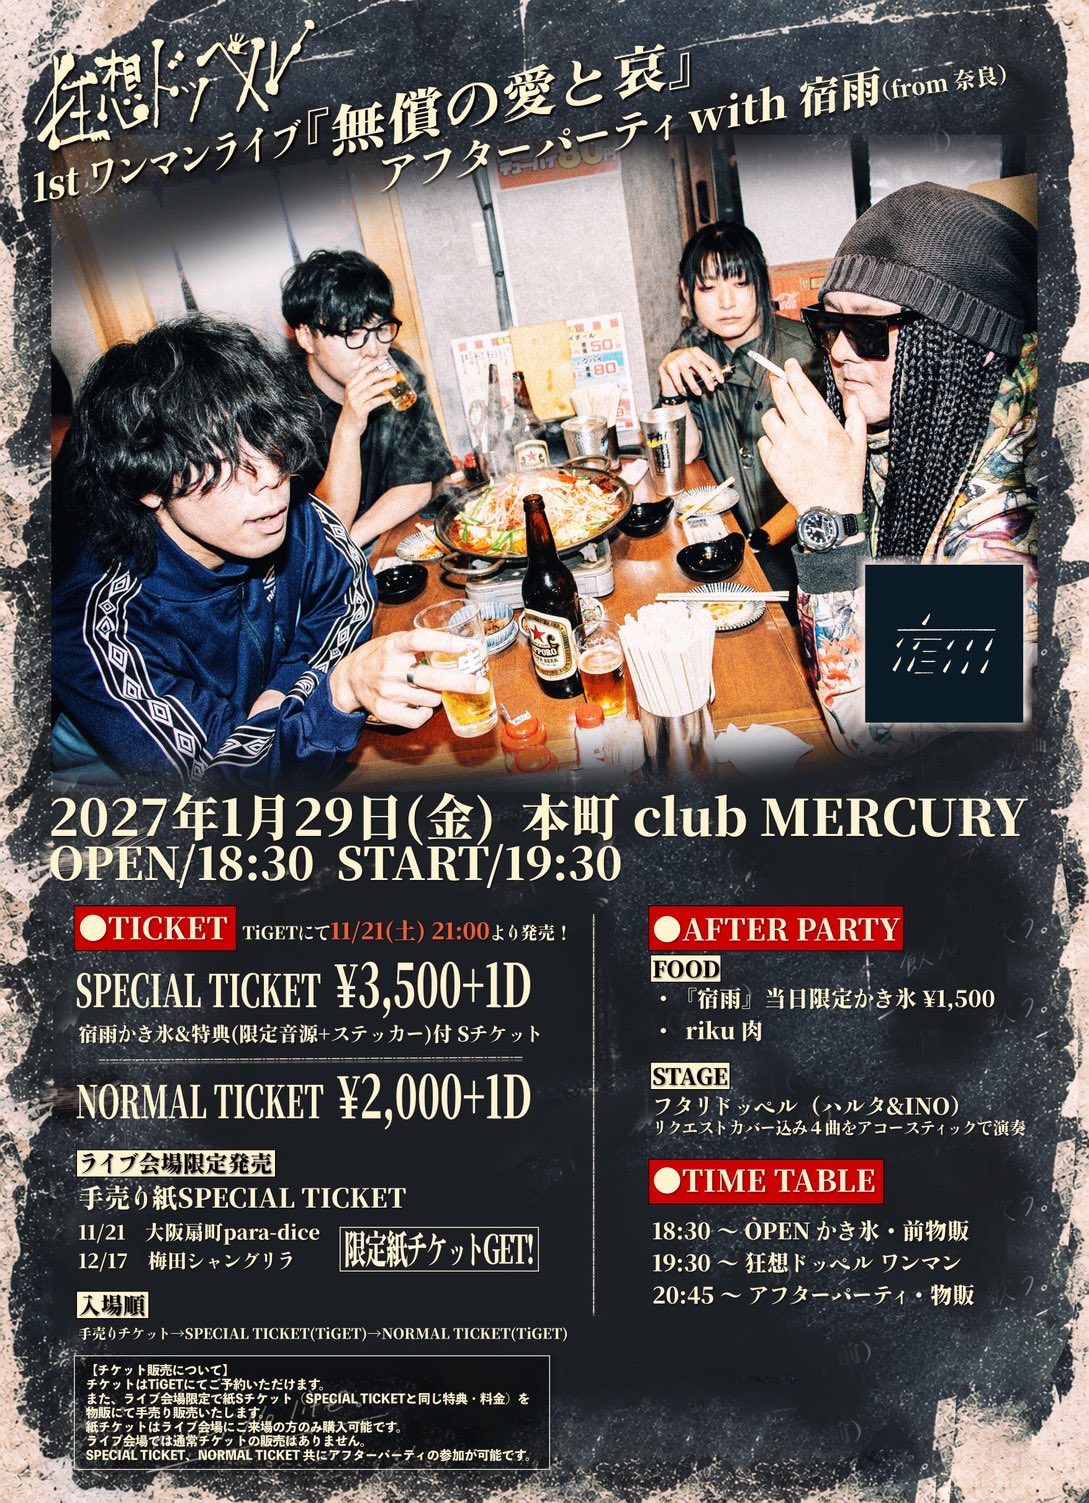 狂想ドッペル
1st ワンマンライブ『無償の愛と哀』
アフターパーティ with 宿雨(from 奈良)
宿雨
SAPPORO
2027年1月29日(金) 本町 club MERCURY
OPEN/18:30 START/19:30
●TICKET TiGETにて11/21(土) 21:00より発売！
SPECIAL TICKET ¥3,500+1D
宿雨かき氷&特典(限定音源+ステッカー)付 Sチケット
NORMAL TICKET ¥2,000+1D
ライブ会場限定発売
手売り紙SPECIAL TICKET
11/21 大阪扇町para-dice
12/17 梅田シャングリラ
限定紙チケットGET!
入場順
手売りチケット→SPECIAL TICKET(TiGET)→NORMAL TICKET(TiGET)
【チケット販売について】
チケットはTiGETにてご予約いただけます。
また、ライブ会場限定で紙Sチケット（SPECIAL TICKETと同じ特典・料金）を
物販にて手売り販売いたします。
紙チケットはライブ会場にご来場の方のみ購入可能です。
ライブ会場では通常チケットの販売はありません。
SPECIAL TICKET、NORMAL TICKET 共にアフターパーティの参加が可能です。
●AFTER PARTY
FOOD
・『宿雨』当日限定かき氷 ¥1,500
・ riku 肉
STAGE
フタリドッペル（ハルタ&INO）
リクエストカバー込み４曲をアコースティックで演奏
●TIME TABLE
18:30 〜 OPEN かき氷・前物販
19:30 〜 狂想ドッペル ワンマン
20:45 〜 アフターパーティ・物販